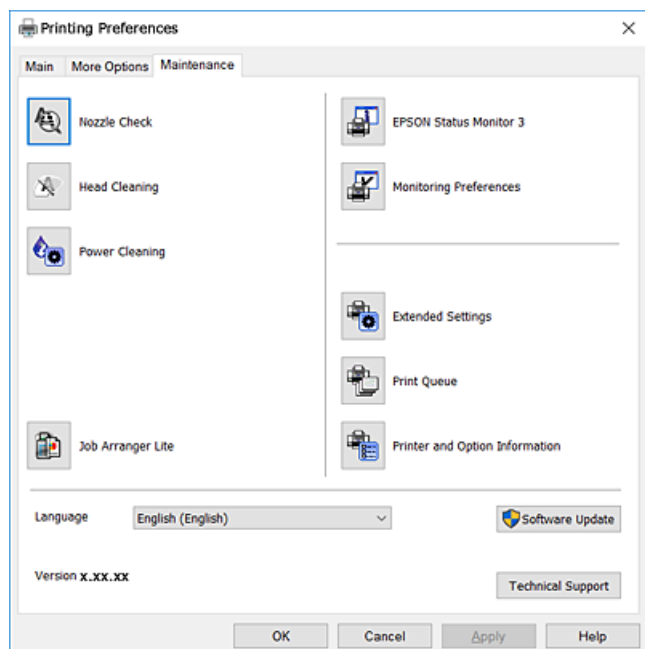 Printing Preferences
Main
More Options
Maintenance
Nozzle Check
EPSON Status Monitor 3
Head Cleaning
Monitoring Preferences
Power Cleaning
Extended Settings
Print Queue
Job Arranger Lite
Printer and Option Information
Language
English (English)
Software Update
Version x.xx.xx
Technical Support
OK
Cancel
Apply
Help